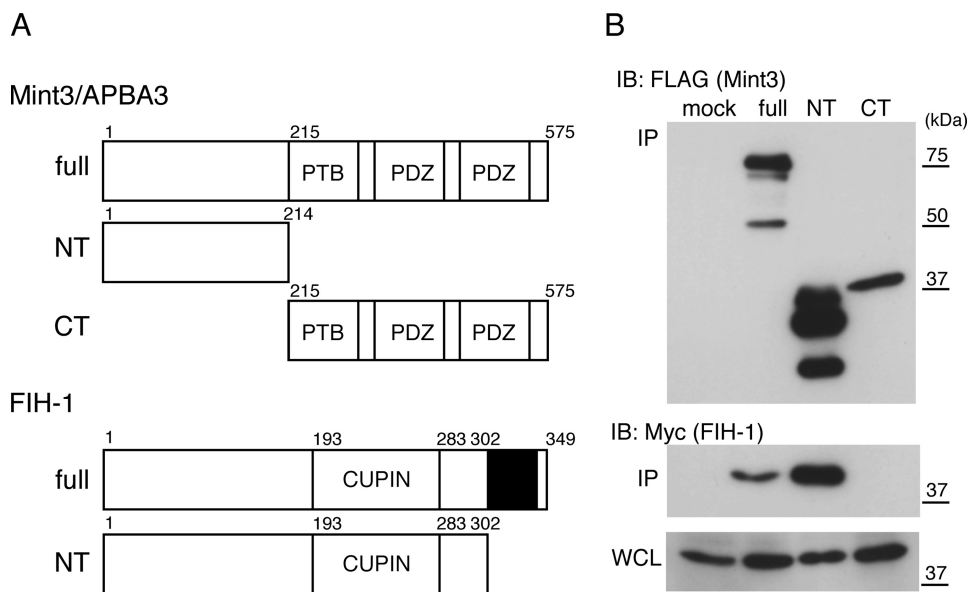 A
Mint3/APBA3
1 215 575
full PTB PDZ PDZ
1 214
NT
215 575
CT PTB PDZ PDZ
FIH-1
1 193 283 302 349
full CUPIN
1 193 283 302
NT CUPIN
B
IB: FLAG (Mint3)
mock full NT CT (kDa)
IP
75
50
37
IB: Myc (FIH-1)
IP
37
WCL
37